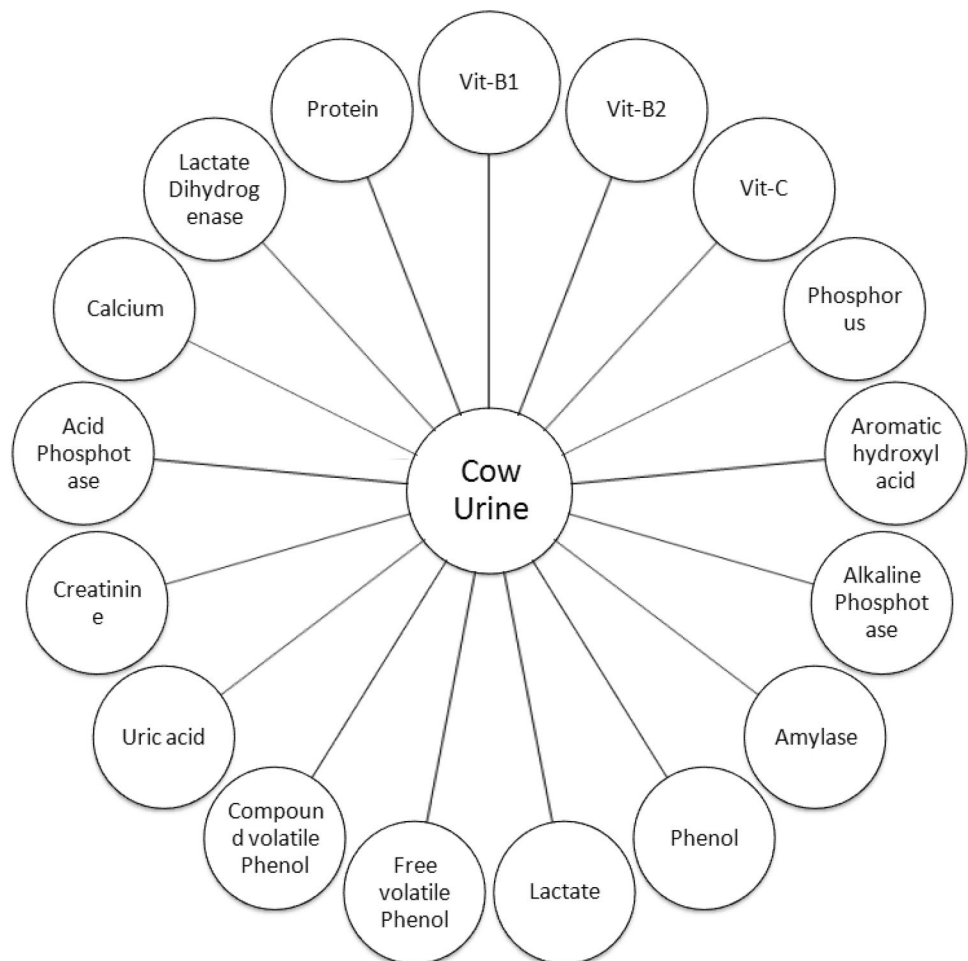 Vit-B1
Vit-B2
Vit-C
Phosphor
us
Aromatic
hydroxyl
acid
Alkaline
Phosphot
ase
Amylase
Phenol
Lactate
Free
volatile
Phenol
Compoun
d volatile
Phenol
Uric acid
Creatinin
e
Acid
Phosphot
ase
Calcium
Lactate
Dihydrog
enase
Protein
Cow
Urine